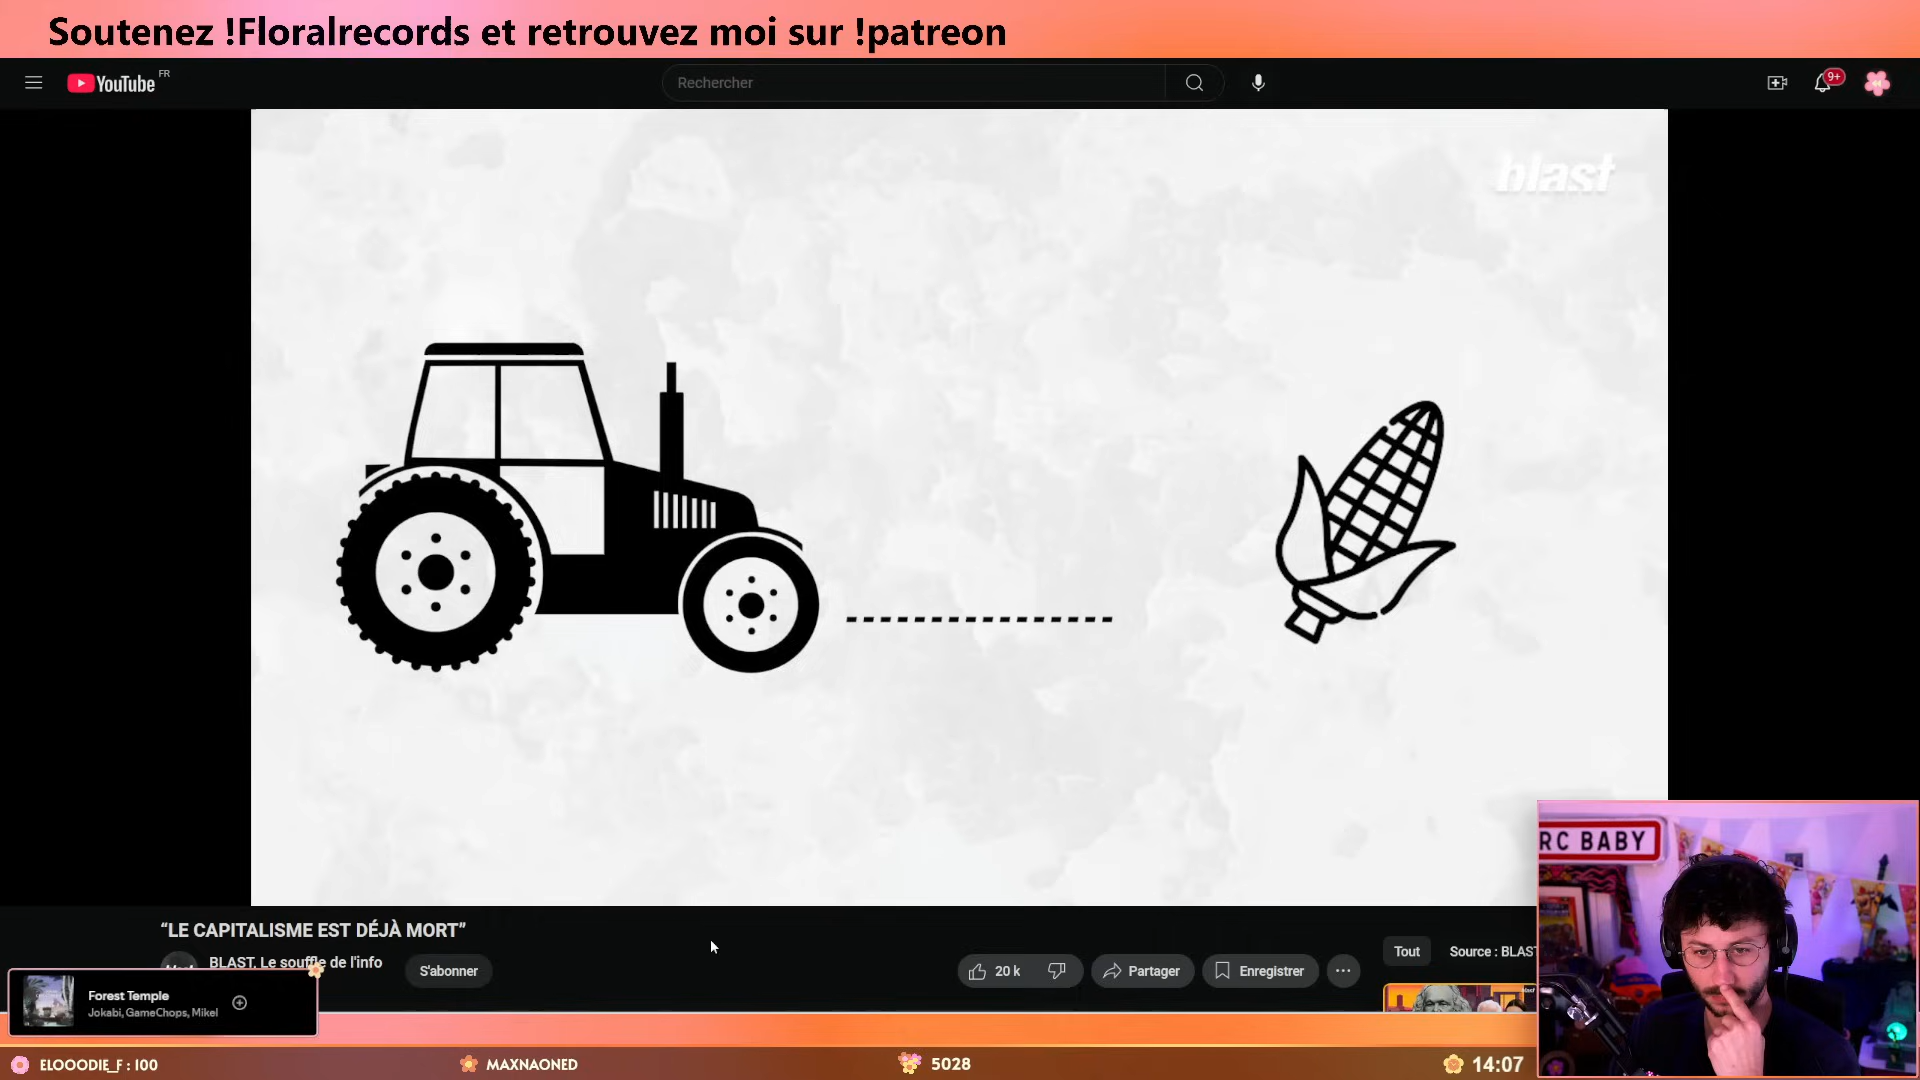 Soutenez !Floralrecords et retrouvez moi sur !patreon
YouTube FR
Rechercher
9+
blast
"LE CAPITALISME EST DÉJÀ MORT"
BLAST, Le souffle de l'info
S'abonner
20 k
Partager
Enregistrer
Tout
Source : BLAST
RC BABY
Forest Temple
Jokabi, GameChops, Mikel
ELOOODIE_F : 100
MAXNAONED
5028
14:07